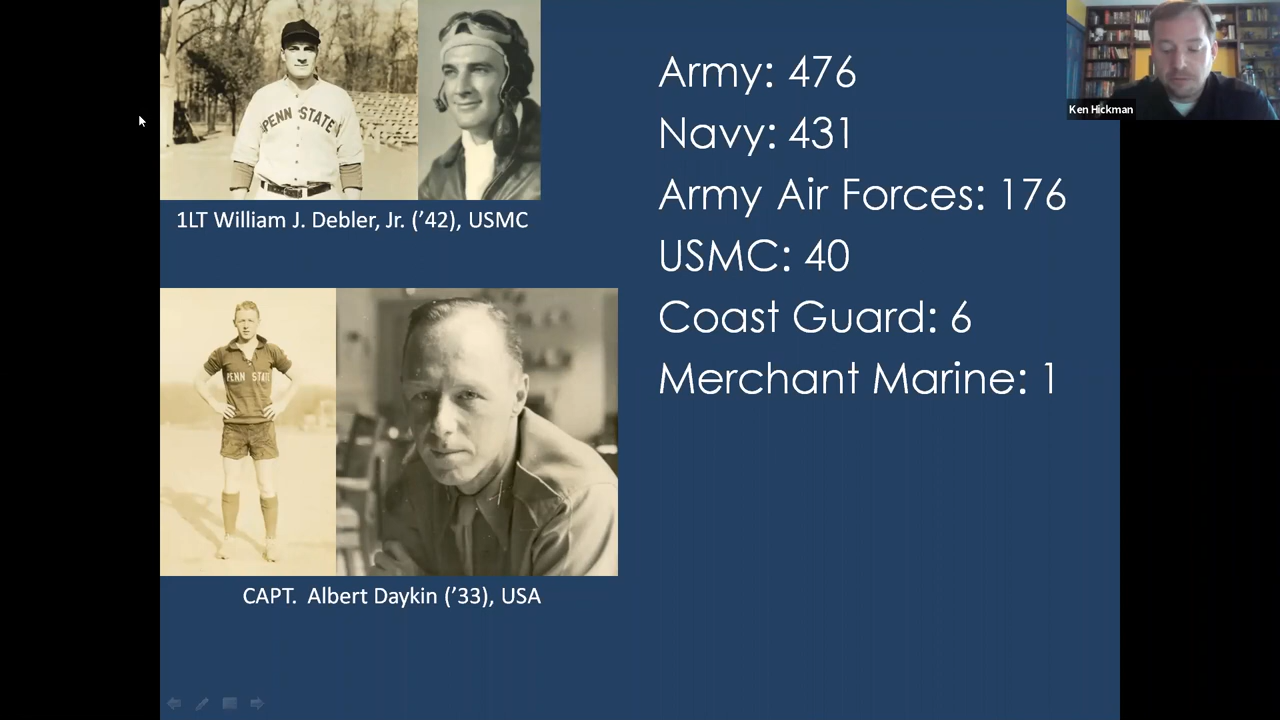 PENN STATE
1LT William J. Debler, Jr. (’42), USMC
PENN STATE
CAPT.  Albert Daykin (’33), USA
Army: 476
Navy: 431
Army Air Forces: 176
USMC: 40
Coast Guard: 6
Merchant Marine: 1
Ken Hickman